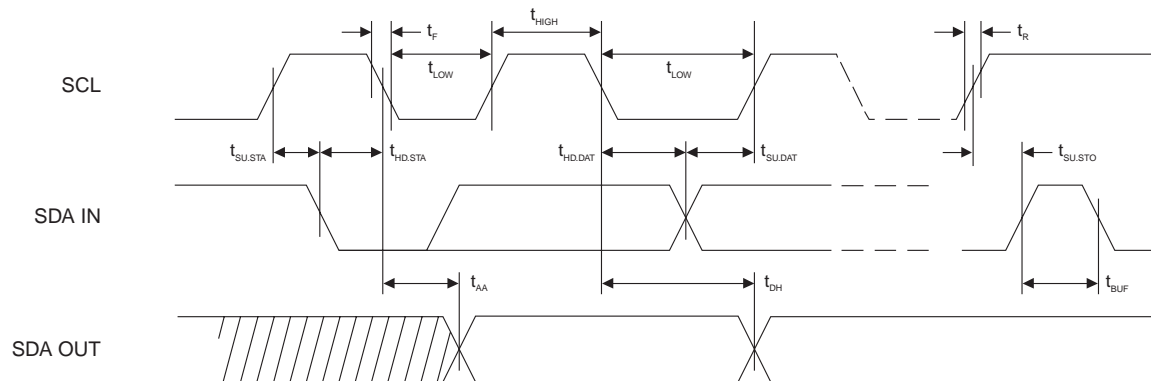 tHIGH
tF
tR
SCL
tLOW
tLOW
tSU.STA
tHD.STA
tHD.DAT
tSU.DAT
tSU.STO
SDA IN
tAA
tDH
tBUF
SDA OUT